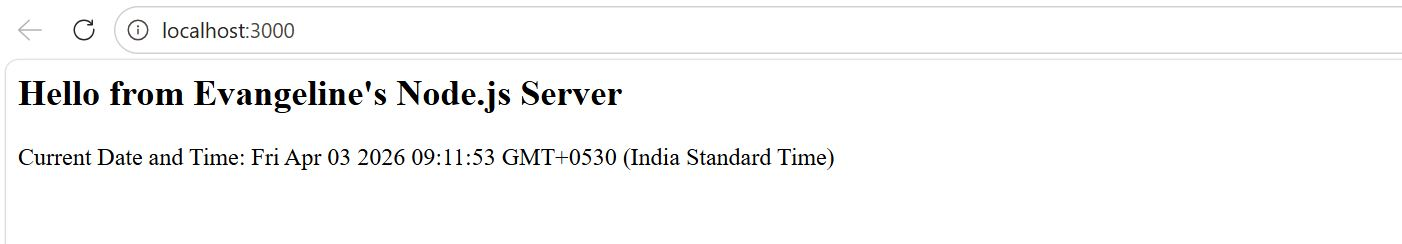 localhost:3000
Hello from Evangeline's Node.js Server
Current Date and Time: Fri Apr 03 2026 09:11:53 GMT+0530 (India Standard Time)